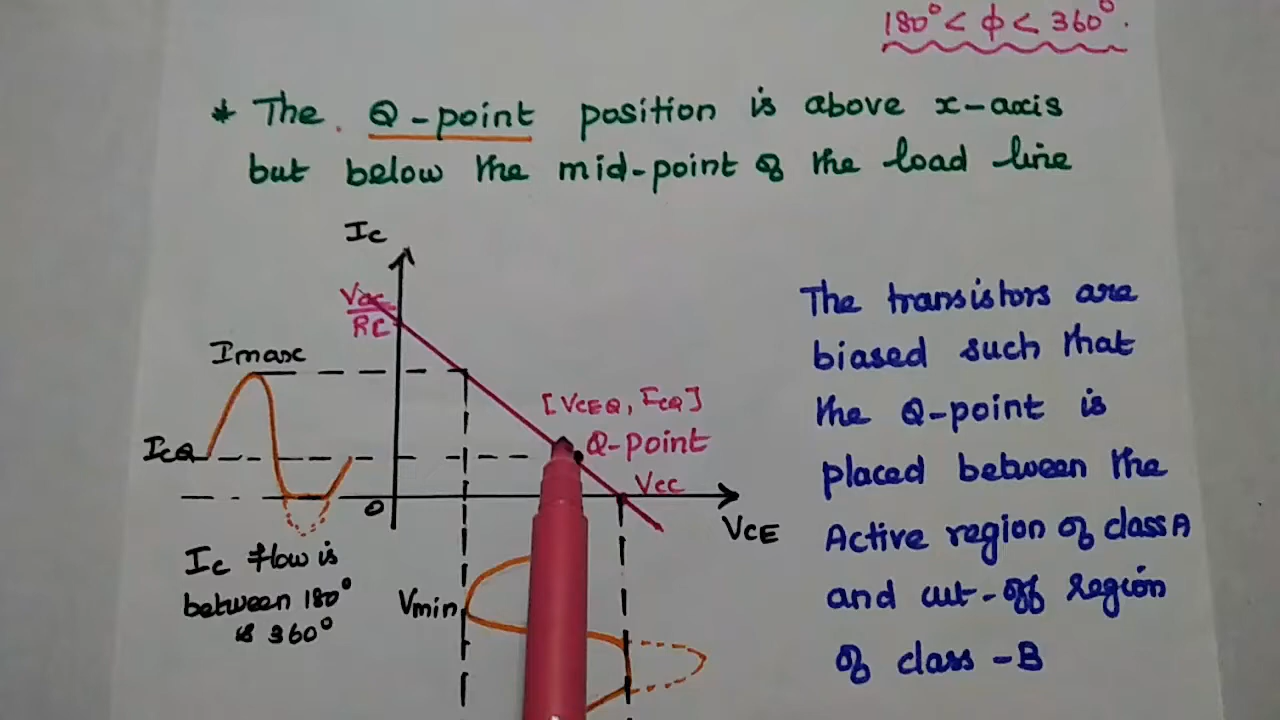 180° < ϕ < 360°.
* The Q-point position is above x-axis
but below the mid-point of the load line
Ic
Vcc
RC
Imax
[VCEQ, ICQ]
Q-point
ICQ
VCC
0
VCE
Ic flow is
between 180°
is 360°
Vmin
The transistors are
biased such that
the Q-point is
placed between the
Active region of class A
and cut-off region
of class-B